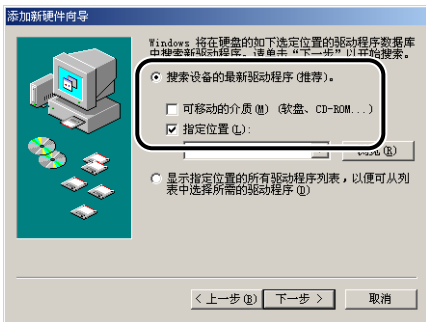 添加新硬件向导
Windows 将在硬盘的如下选定位置的驱动程序数据库
中搜索新驱动程序。请单击“下一步”以开始搜索。
搜索设备的最新驱动程序(推荐)。
可移动的介质(M) (软盘、CD-ROM...)
指定位置(L):
(R)
显示指定位置的所有驱动程序列表，以便可从列
表中选择所需的驱动程序(D)
< 上一步(B)
下一步 >
取消